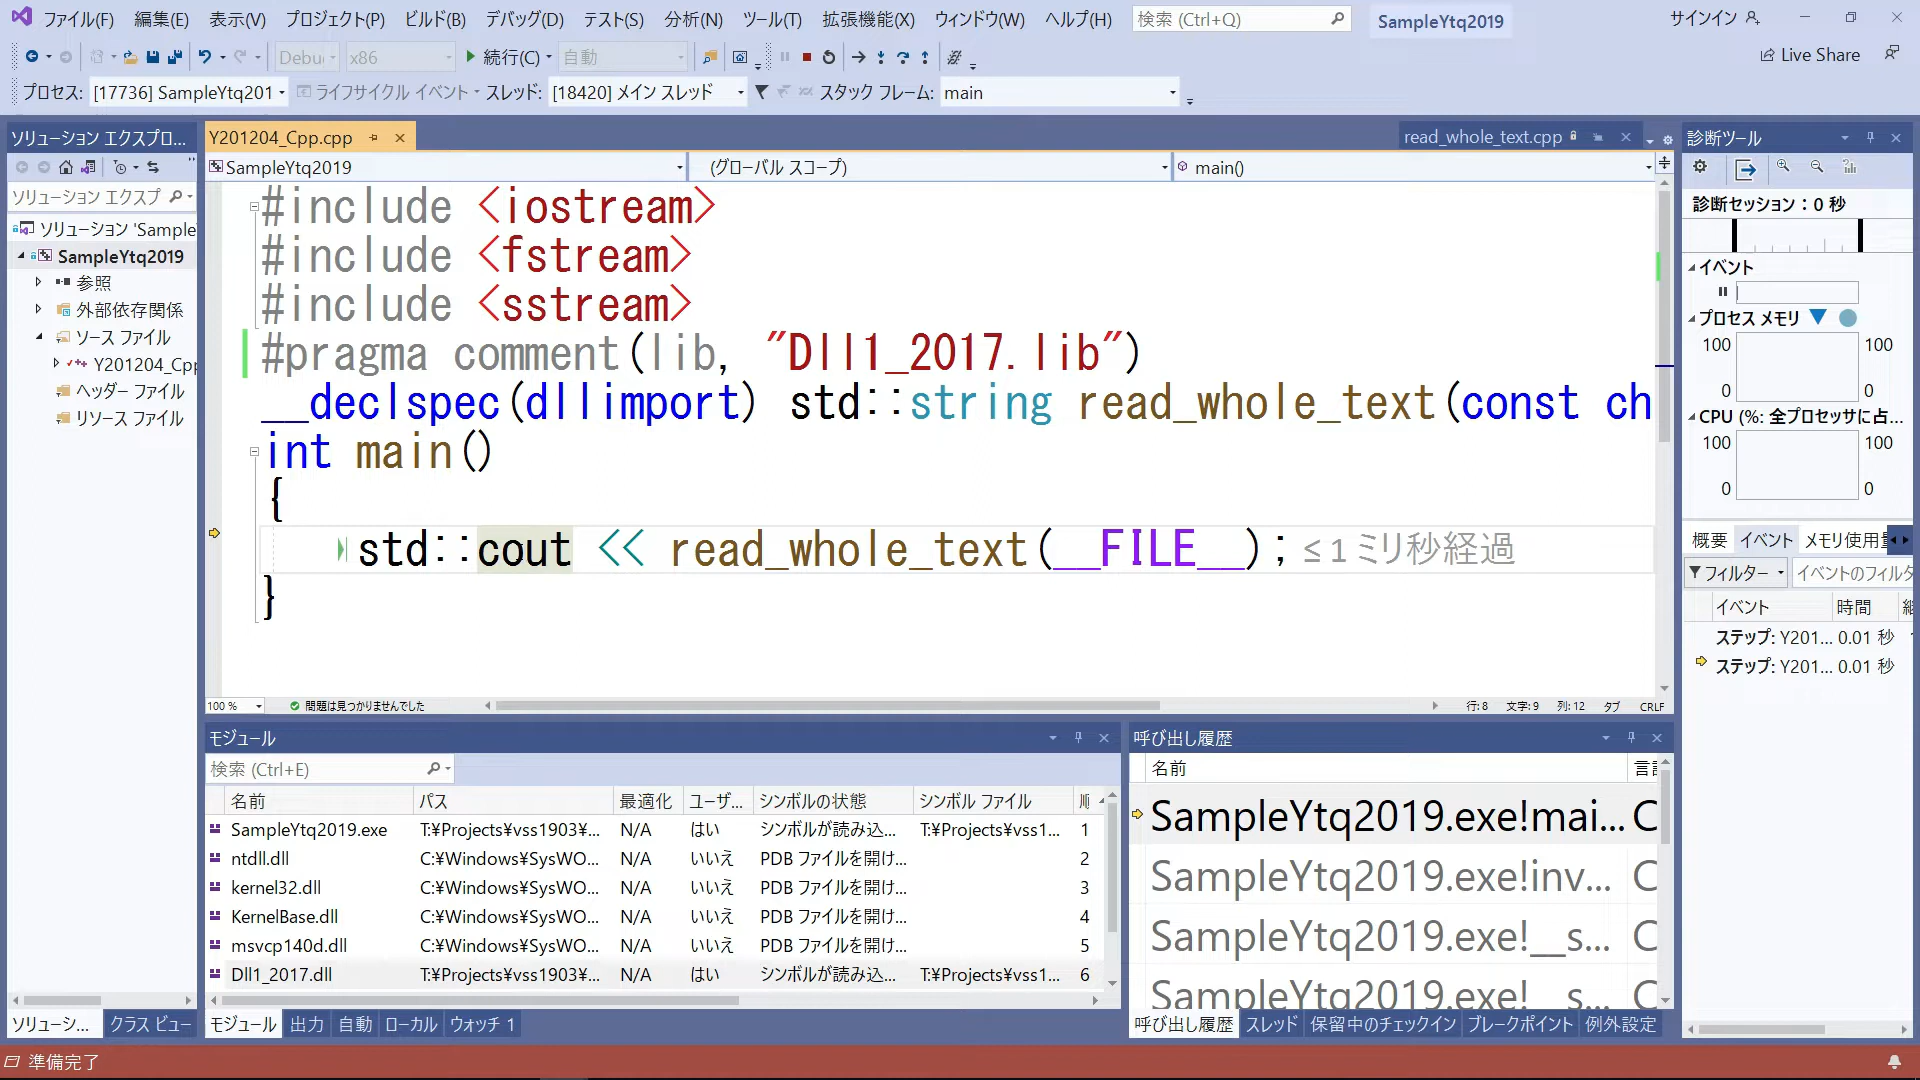 ファイル(F) 編集(E) 表示(V) プロジェクト(P) ビルド(B) デバッグ(D) テスト(S) 分析(N) ツール(T) 拡張機能(X) ウィンドウ(W) ヘルプ(H) 検索 (Ctrl+Q) SampleYtq2019 サインイン
Debu x86 続行(C) 自動 Live Share
プロセス: [17736] SampleYtq201 ライフサイクル イベント スレッド: [18420] メイン スレッド スタック フレーム: main
ソリューション エクスプロ...
ソリューション エクスプ
ソリューション 'Sample
SampleYtq2019
参照
外部依存関係
ソース ファイル
Y201204_Cpp
ヘッダー ファイル
リソース ファイル
ソリューシ... クラス ビュー
Y201204_Cpp.cpp read_whole_text.cpp
SampleYtq2019 (グローバル スコープ) main()
#include <iostream>
#include <fstream>
#include <sstream>
#pragma comment(lib, "Dll1_2017.lib")
__declspec(dllimport) std::string read_whole_text(const ch
int main()
{
std::cout << read_whole_text(__FILE__); ≤ 1 ミリ秒経過
}
100 % 問題は見つかりませんでした 行: 8 文字: 9 列: 12 タブ CRLF
モジュール
検索 (Ctrl+E)
名前 パス 最適化 ユーザ... シンボルの状態 シンボル ファイル 順
SampleYtq2019.exe T:¥Projects¥vss1903¥... N/A はい シンボルが読み込... T:¥Projects¥vss1... 1
ntdll.dll C:¥Windows¥SysWO... N/A いいえ PDB ファイルを開け... 2
kernel32.dll C:¥Windows¥SysWO... N/A いいえ PDB ファイルを開け... 3
KernelBase.dll C:¥Windows¥SysWO... N/A いいえ PDB ファイルを開け... 4
msvcp140d.dll C:¥Windows¥SysWO... N/A いいえ PDB ファイルを開け... 5
Dll1_2017.dll T:¥Projects¥vss1903¥... N/A はい シンボルが読み込... T:¥Projects¥vss1... 6
モジュール 出力 自動 ローカル ウォッチ 1
呼び出し履歴
名前 言語
SampleYtq2019.exe!mai... C
SampleYtq2019.exe!inv... C
SampleYtq2019.exe!__s... C
SampleYtq2019.exe!__s... C
呼び出し履歴 スレッド 保留中のチェックイン ブレークポイント 例外設定
診断ツール
診断セッション：0 秒
イベント
プロセス メモリ
100 100
0 0
CPU (%: 全プロセッサに占...
100 100
0 0
概要 イベント メモリ使用量
フィルター イベントのフィルタ
イベント 時間 継
ステップ: Y201... 0.01 秒
ステップ: Y201... 0.01 秒
準備完了